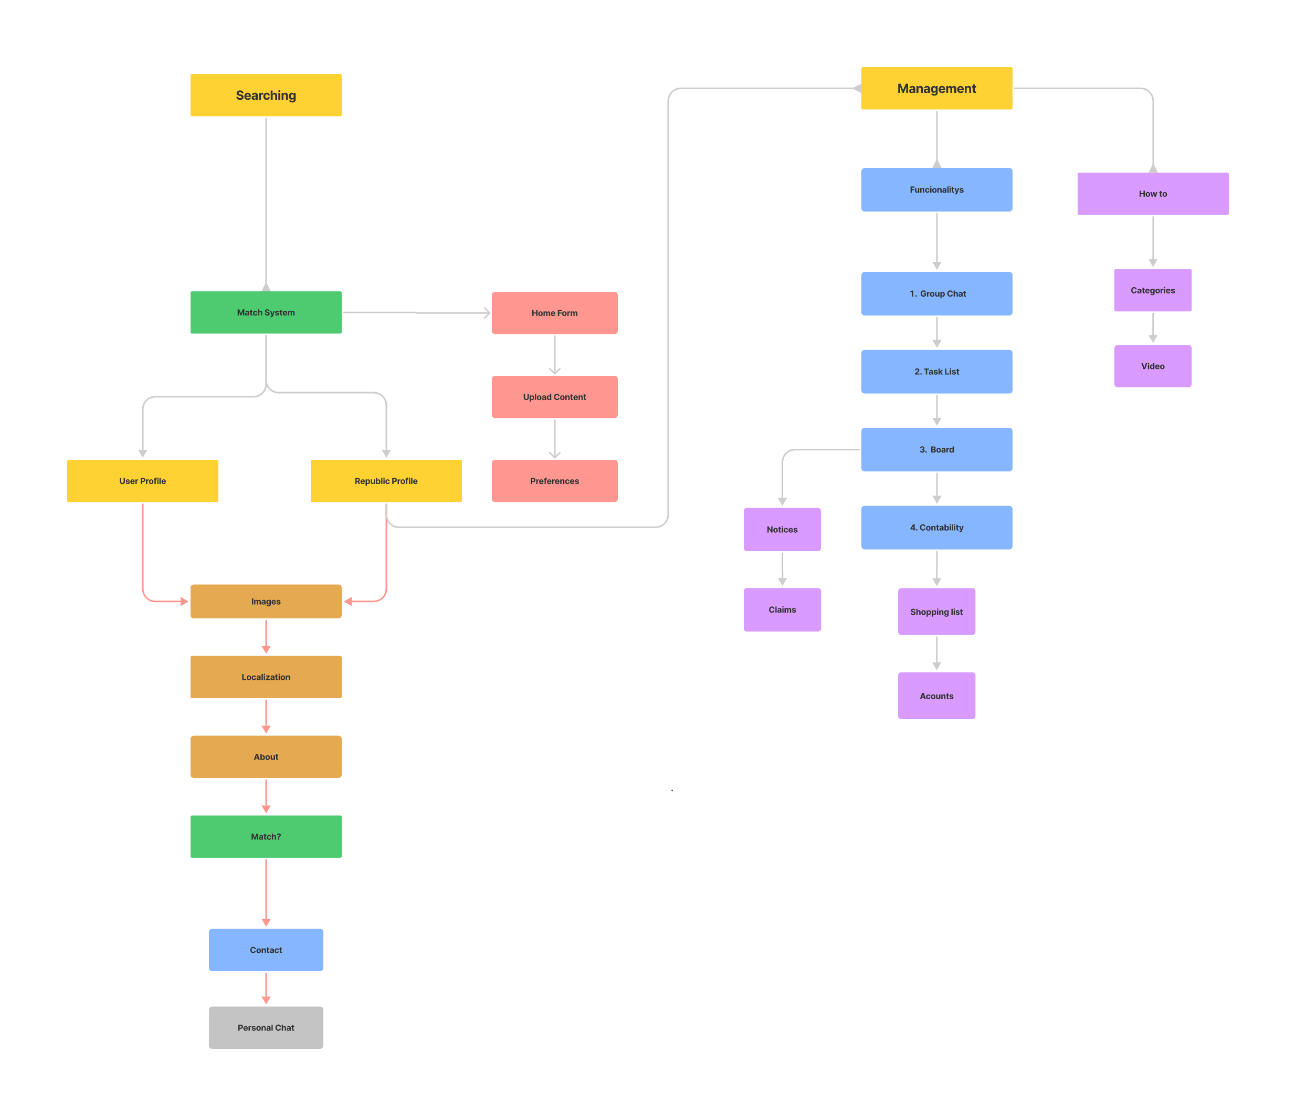 Searching
Match System
Home Form
Upload Content
User Profile
Republic Profile
Preferences
Images
Localization
About
Match?
Contact
Personal Chat
Management
Funcionalitys
How to
1. Group Chat
Categories
2. Task List
Video
3. Board
Notices
4. Contability
Claims
Shopping list
Acounts
.